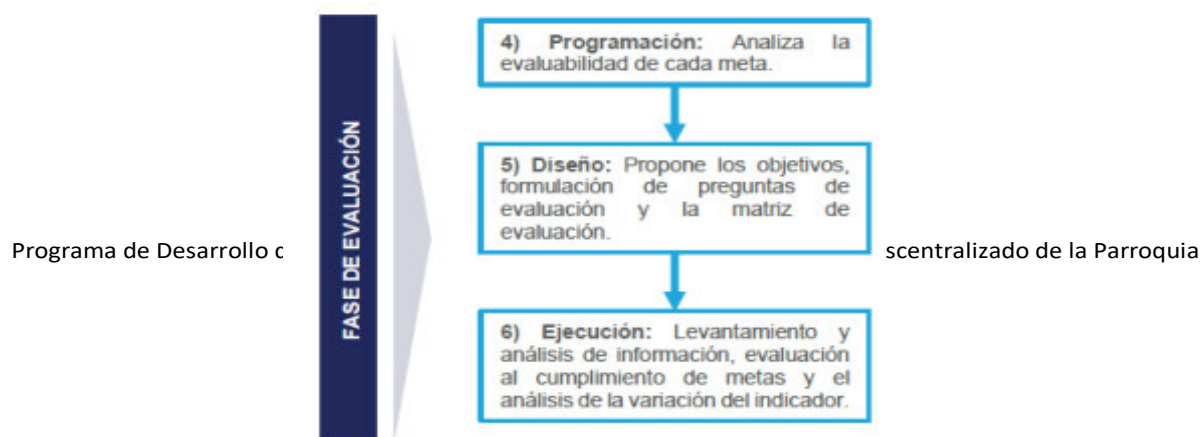 4) Programación: Analiza la
evaluabilidad de cada meta.
5) Diseño: Propone los objetivos,
formulación de preguntas de
evaluación y la matriz de
evaluación.
FASE DE EVALUACIÓN
Programa de Desarrollo
scentralizado de la Parroquia
6) Ejecución: Levantamiento y
análisis de información, evaluación
al cumplimiento de metas y el
análisis de la variación del indicador.